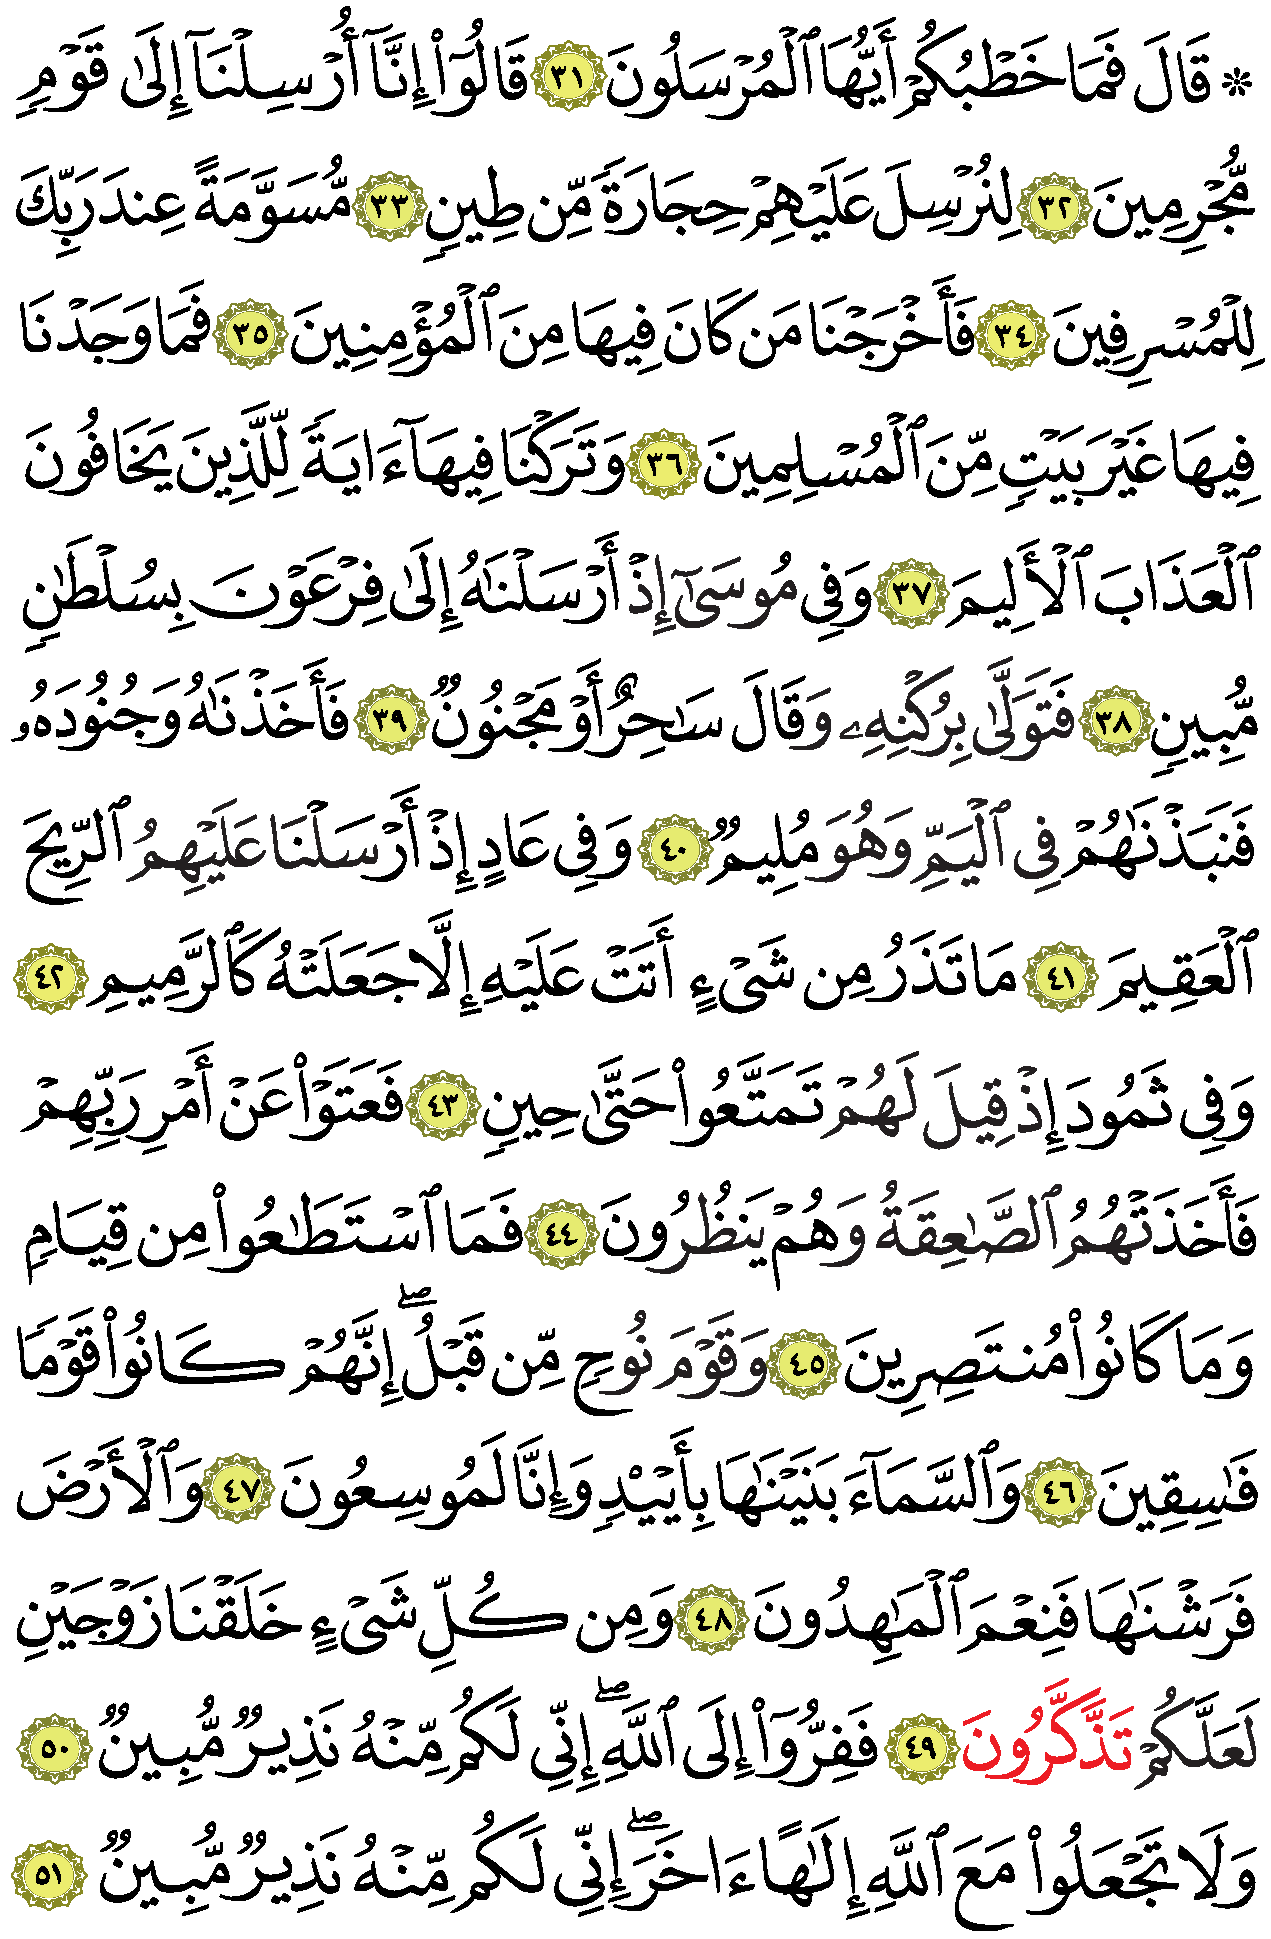 ۞ قَالَ فَمَا خَطْبُكُمْ أَيُّهَا ٱلْمُرْسَلُونَ ٣١ قَالُوٓا۟ إِنَّآ أُرْسِلْنَآ إِلَىٰ قَوْمٍ
مُّجْرِمِينَ ٣٢ لِنُرْسِلَ عَلَيْهِمْ حِجَارَةً مِّن طِينٍ ٣٣ مُّسَوَّمَةً عِندَ رَبِّكَ
لِلْمُسْرِفِينَ ٣٤ فَأَخْرَجْنَا مَن كَانَ فِيهَا مِنَ ٱلْمُؤْمِنِينَ ٣٥ فَمَا وَجَدْنَا
فِيهَا غَيْرَ بَيْتٍ مِّنَ ٱلْمُسْلِمِينَ ٣٦ وَتَرَكْنَا فِيهَآ ءَايَةً لِّلَّذِينَ يَخَافُونَ
ٱلْعَذَابَ ٱلْأَلِيمَ ٣٧ وَفِى مُوسَىٰٓ إِذْ أَرْسَلْنَـٰهُ إِلَىٰ فِرْعَوْنَ بِسُلْطَـٰنٍ
مُّبِينٍ ٣٨ فَتَوَلَّىٰ بِرُكْنِهِۦ وَقَالَ سَـٰحِرٌ أَوْ مَجْنُونٌ ٣٩ فَأَخَذْنَـٰهُ وَجُنُودَهُۥ
فَنَبَذْنَـٰهُمْ فِى ٱلْيَمِّ وَهُوَ مُلِيمٌ ٤٠ وَفِى عَادٍ إِذْ أَرْسَلْنَا عَلَيْهِمُ ٱلرِّيحَ
ٱلْعَقِيمَ ٤١ مَا تَذَرُ مِن شَىْءٍ أَتَتْ عَلَيْهِ إِلَّا جَعَلَتْهُ كَٱلرَّمِيمِ ٤٢
وَفِى ثَمُودَ إِذْ قِيلَ لَهُمْ تَمَتَّعُوا۟ حَتَّىٰ حِينٍ ٤٣ فَعَتَوْا۟ عَنْ أَمْرِ رَبِّهِمْ
فَأَخَذَتْهُمُ ٱلصَّـٰعِقَةُ وَهُمْ يَنظُرُونَ ٤٤ فَمَا ٱسْتَطَـٰعُوا۟ مِن قِيَامٍ
وَمَا كَانُوا۟ مُنتَصِرِينَ ٤٥ وَقَوْمَ نُوحٍ مِّن قَبْلُ ۖ إِنَّهُمْ كَانُوا۟ قَوْمًا
فَـٰسِقِينَ ٤٦ وَٱلسَّمَآءَ بَنَيْنَـٰهَا بِأَيْي۟دٍ وَإِنَّا لَمُوسِعُونَ ٤٧ وَٱلْأَرْضَ
فَرَشْنَـٰهَا فَنِعْمَ ٱلْمَـٰهِدُونَ ٤٨ وَمِن كُلِّ شَىْءٍ خَلَقْنَا زَوْجَيْنِ
لَعَلَّكُمْ تَذَّكَّرُونَ ٤٩ فَفِرُّوٓا۟ إِلَى ٱللَّهِ ۖ إِنِّى لَكُم مِّنْهُ نَذِيرٌ مُّبِينٌ ٥٠
وَلَا تَجْعَلُوا۟ مَعَ ٱللَّهِ إِلَـٰهًا ءَاخَرَ ۖ إِنِّى لَكُم مِّنْهُ نَذِيرٌ مُّبِينٌ ٥١